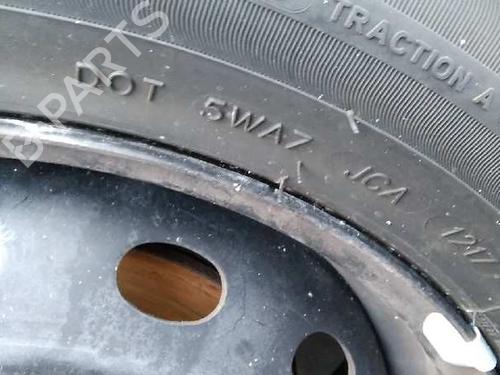 TRACTION A
DOT 5WA7 JCA 1217
B PARTS